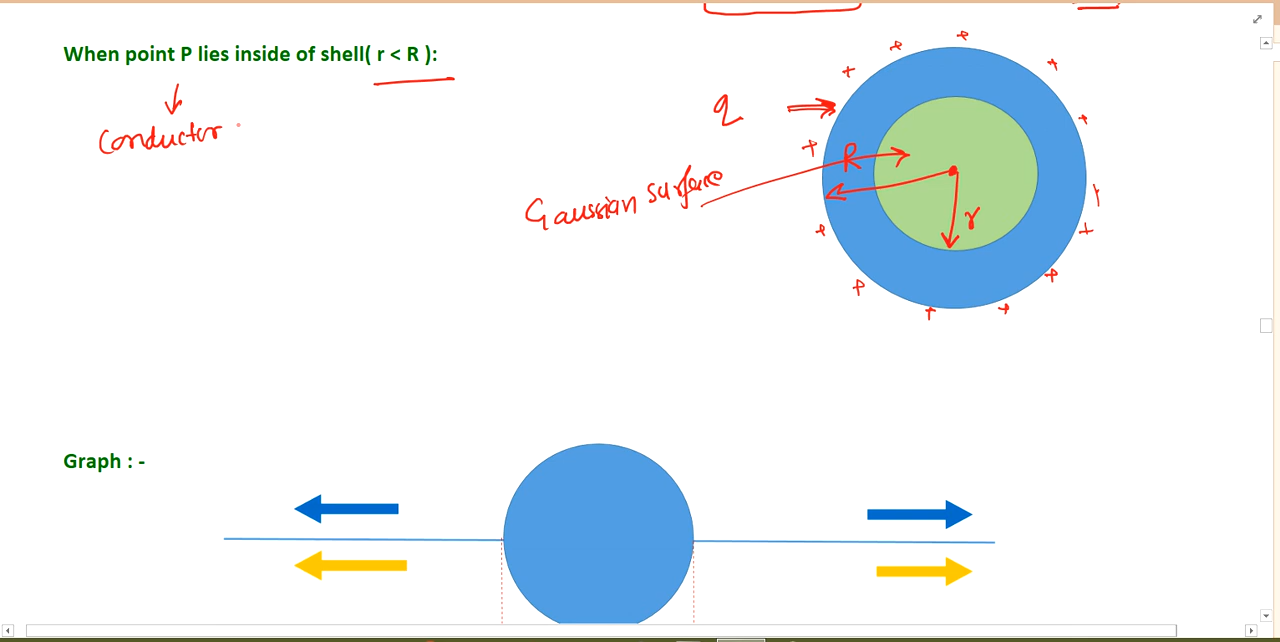 When point P lies inside of shell( r < R ):
Conductor
q
R
Gaussian surface
r
Graph : -